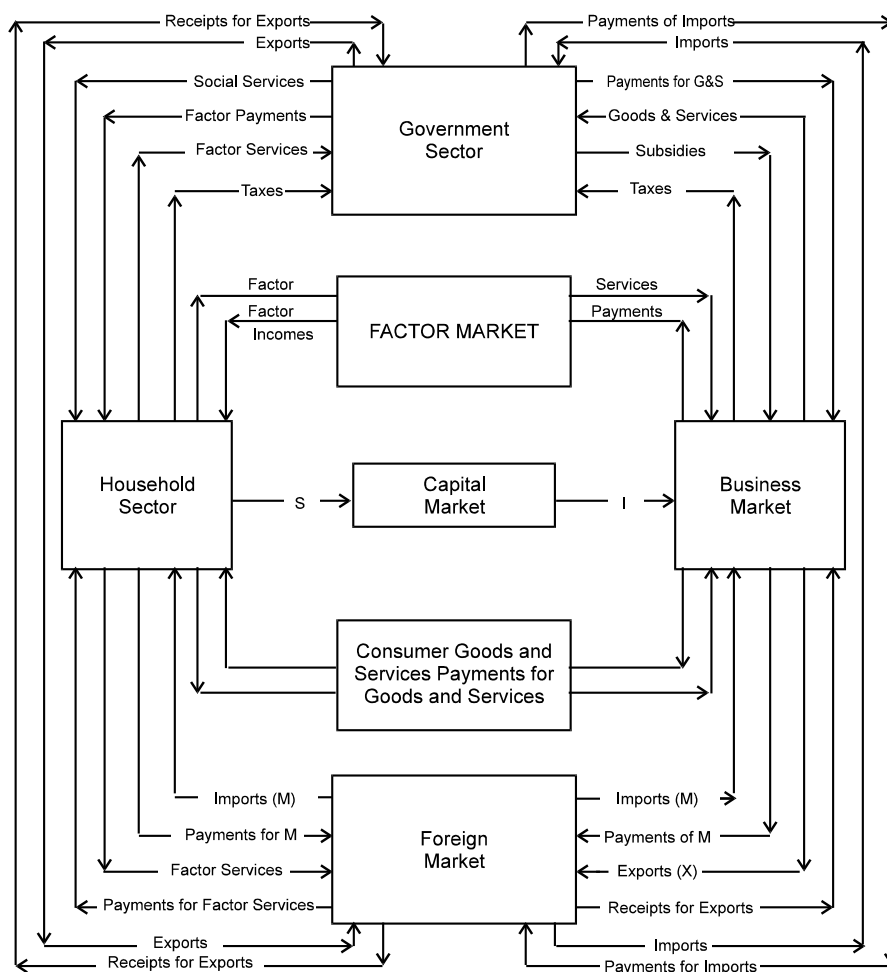 Receipts for Exports
Payments of Imports
Exports
Imports
Social Services
Payments for G&S
Factor Payments
Goods & Services
Government
Sector
Factor Services
Subsidies
Taxes
Taxes
Factor
Services
Factor
Payments
Incomes
FACTOR MARKET
Household
Sector
S
Capital
Market
I
Business
Market
Consumer Goods and
Services Payments for
Goods and Services
Imports (M)
Imports (M)
Payments for M
Payments of M
Foreign
Market
Factor Services
Exports (X)
Payments for Factor Services
Receipts for Exports
Exports
Imports
Receipts for Exports
Payments for Imports